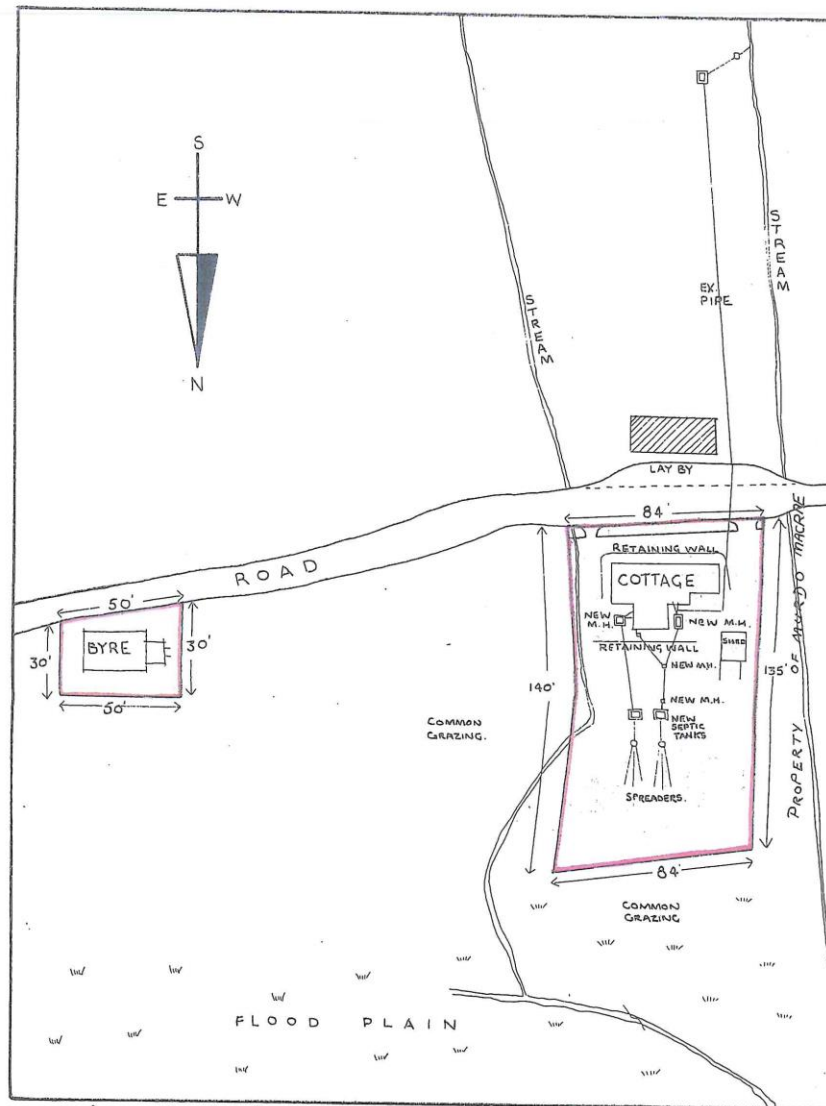 S
E W
N
STREAM
STREAM
EX.
PIPE
LAY BY
84'
ROAD
RETAINING WALL
COTTAGE
50'
30'
BYRE
30'
50'
NEW
M.H.
NEW M.H.
SHED
RETAINING WALL
NEW M.H.
140'
135'
PROPERTY OF MURDO MACRAE
NEW M.H.
NEW
SEPTIC
TANKS
COMMON
GRAZING.
SPREADERS.
84'
COMMON
GRAZING
FLOOD PLAIN